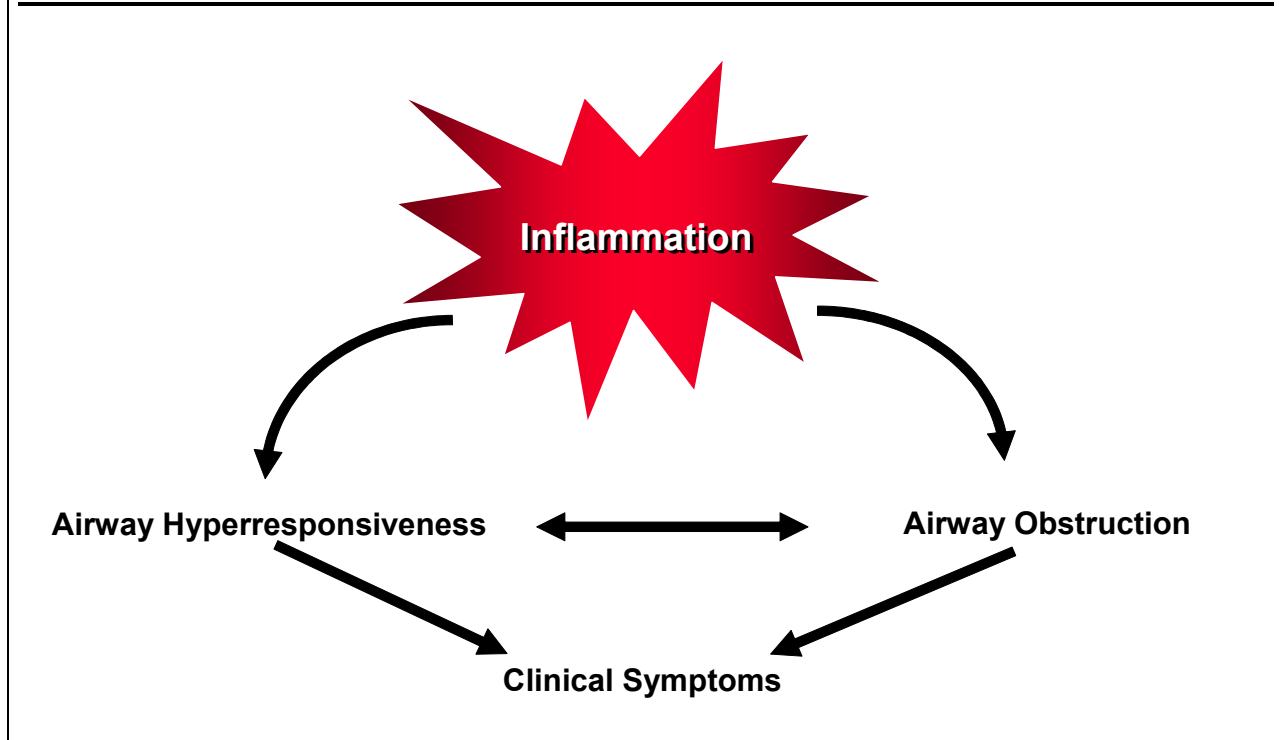 Inflammation
Airway Hyperresponsiveness
Airway Obstruction
Clinical Symptoms